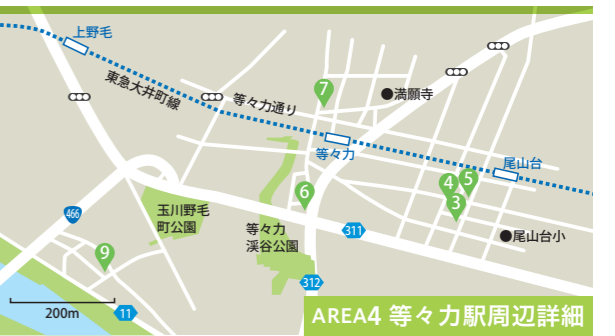 上野毛
東急大井町線
等々力通り
7
満願寺
等々力
尾山台
4
5
3
6
玉川野毛
町公園
等々力
渓谷公園
尾山台小
466
311
9
312
200m
11
AREA4 等々力駅周辺詳細